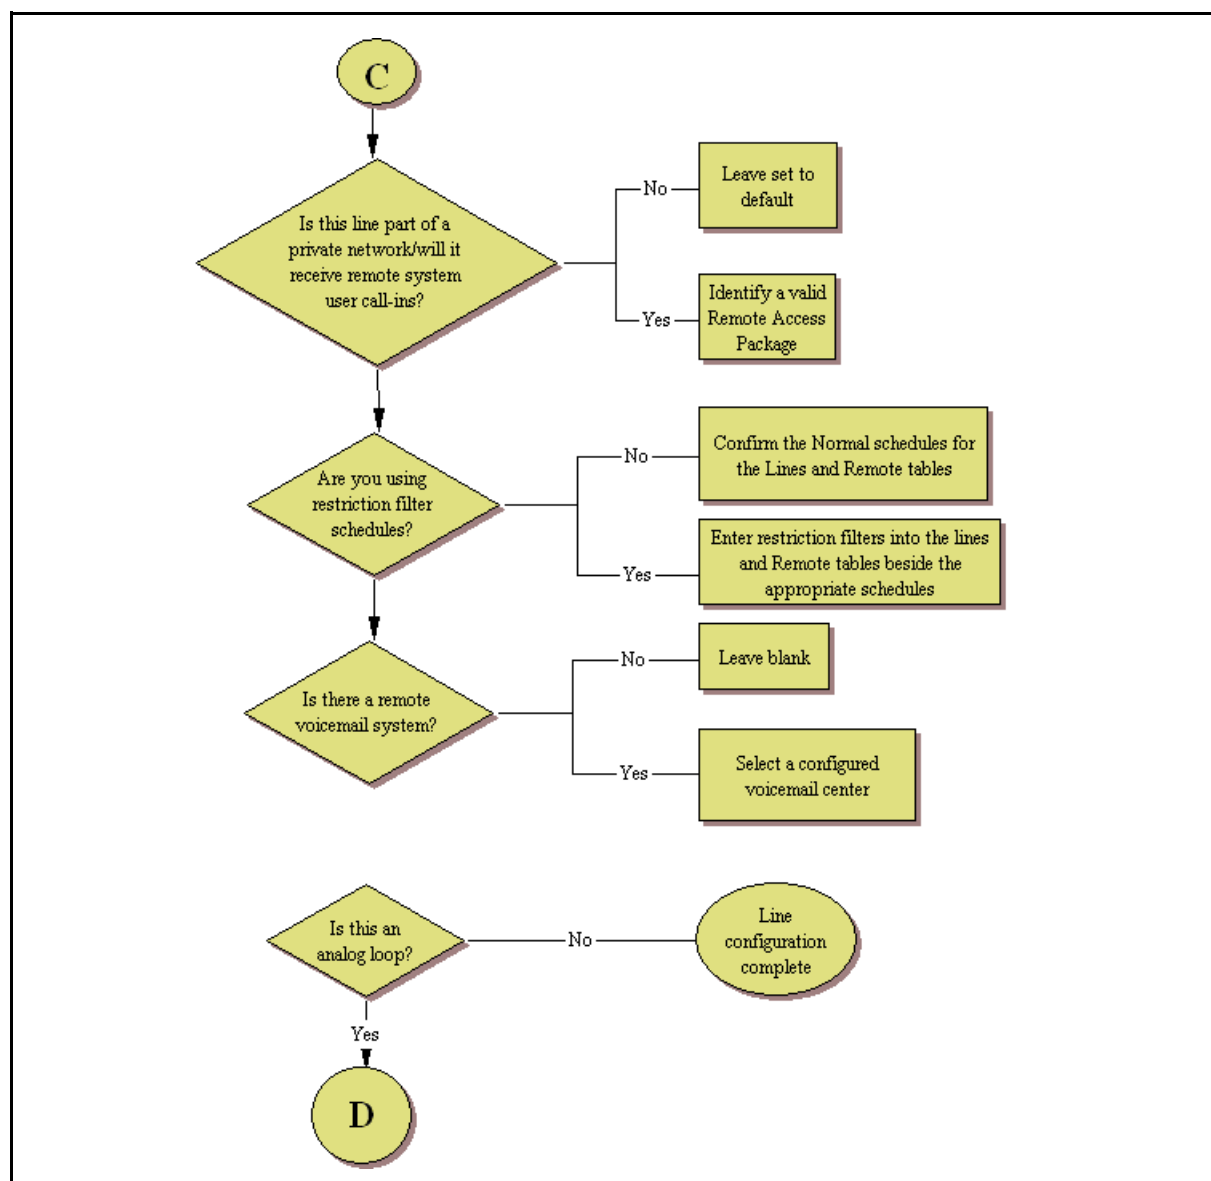 C
Is this line part of a
private network/will it
receive remote system
user call-ins?
No
Leave set to
default
Yes
Identify a valid
Remote Access
Package
Are you using
restriction filter
schedules?
No
Confirm the Normal schedules for
the Lines and Remote tables
Yes
Enter restriction filters into the lines
and Remote tables beside the
appropriate schedules
Is there a remote
voicemail system?
No
Leave blank
Yes
Select a configured
voicemail center
Is this an
analog loop?
No
Line
configuration
complete
Yes
D